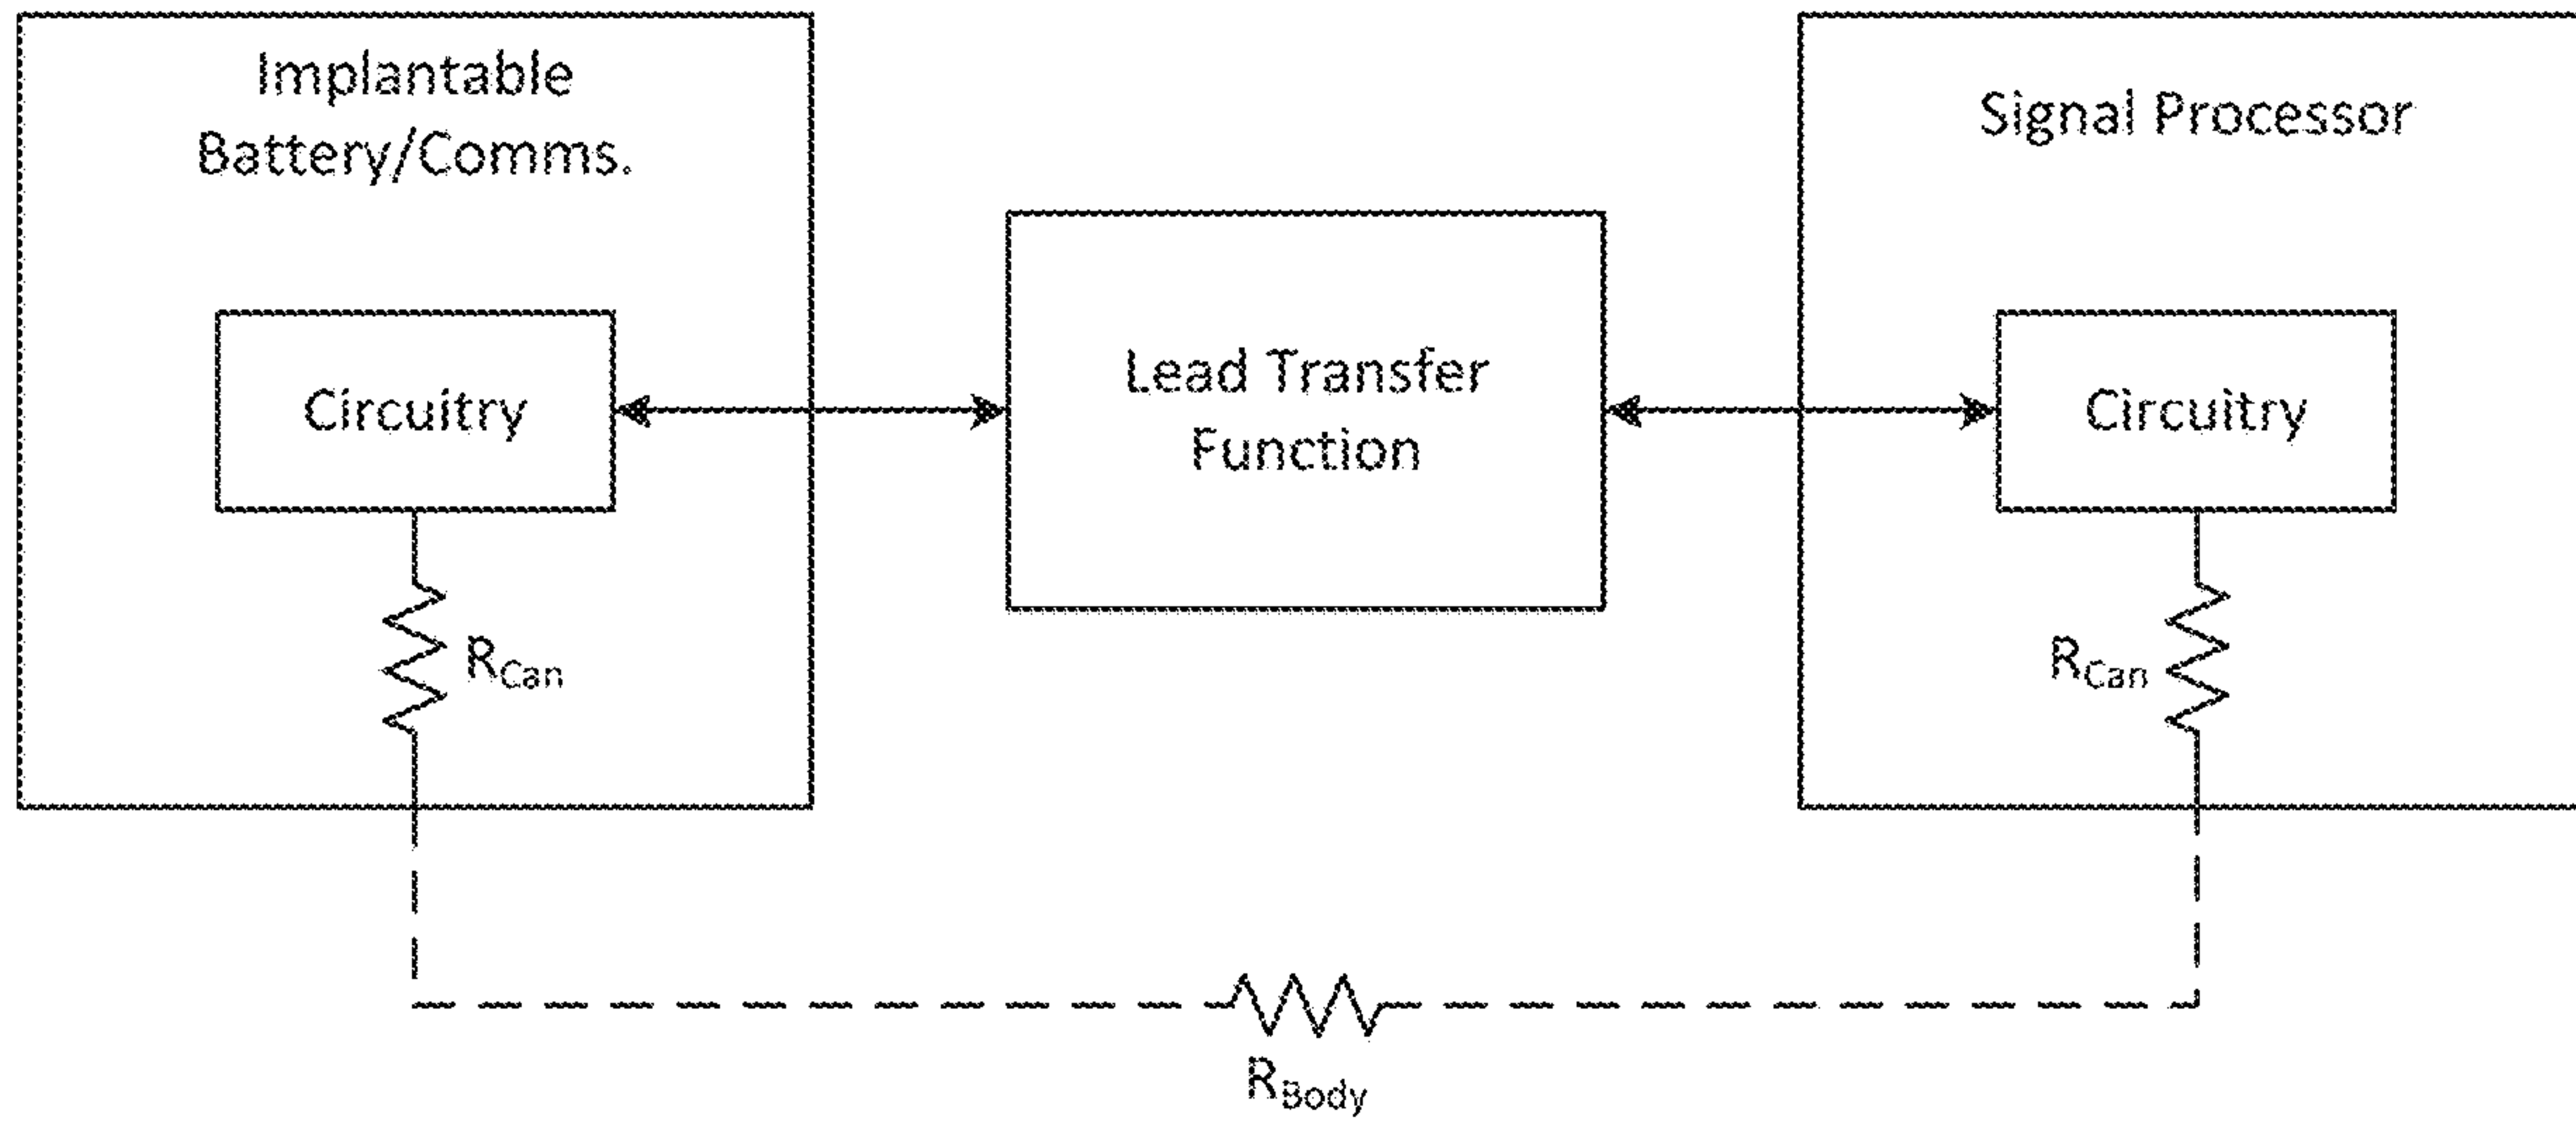 Implantable
Battery/Comms.
Signal Processor
Lead Transfer
Function
Circuitry
Circuitry
RCan
RCan
RBody